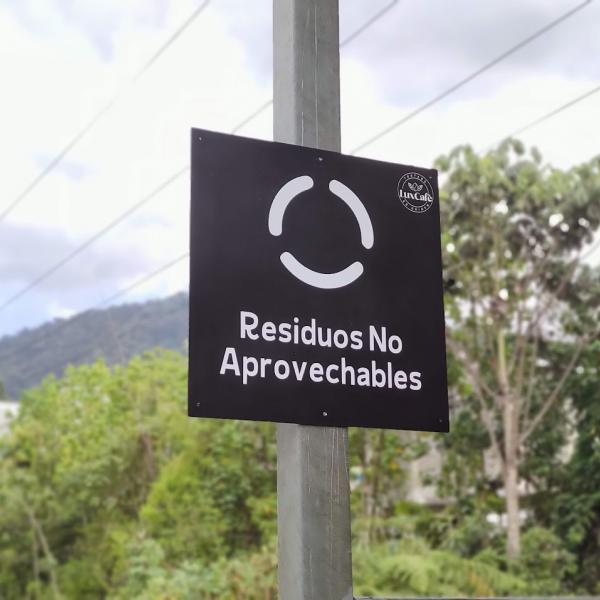 LuxCafé
Residuos No
Aprovechables